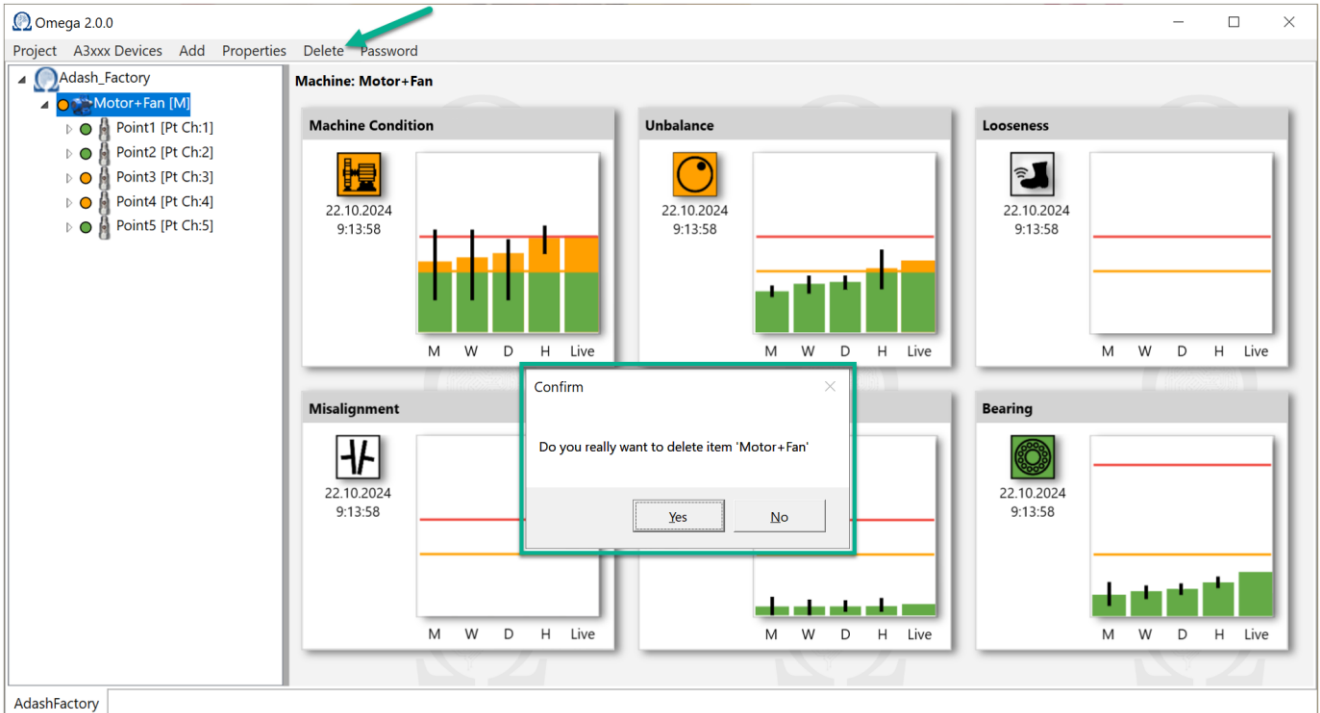 Omega 2.0.0
Project A3xxx Devices Add Properties Delete Password
Adash_Factory
Motor+Fan [M]
Point1 [Pt Ch:1]
Point2 [Pt Ch:2]
Point3 [Pt Ch:3]
Point4 [Pt Ch:4]
Point5 [Pt Ch:5]
Machine: Motor+Fan
Machine Condition
22.10.2024
9:13:58
M W D H Live
Unbalance
22.10.2024
9:13:58
M W D H Live
Looseness
22.10.2024
9:13:58
M W D H Live
Confirm
Do you really want to delete item 'Motor+Fan'
Yes No
Misalignment
22.10.2024
9:13:58
M W D H Live
M W D H Live
Bearing
22.10.2024
9:13:58
M W D H Live
AdashFactory